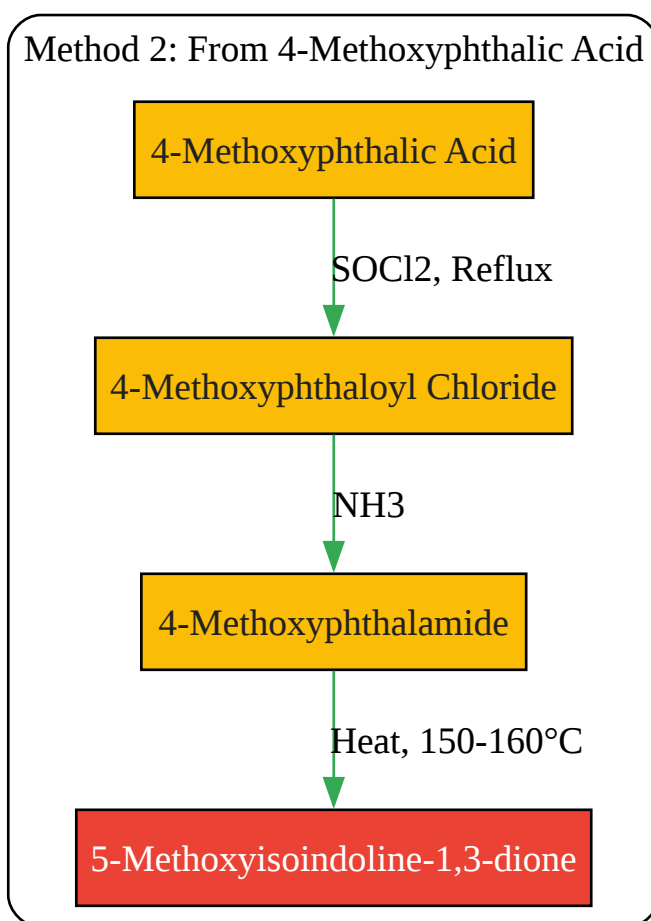 Method 2: From 4-Methoxyphthalic Acid
4-Methoxyphthalic Acid
SOCl2, Reflux
4-Methoxyphthaloyl Chloride
NH3
4-Methoxyphthalamide
Heat, 150-160°C
5-Methoxyisoindoline-1,3-dione